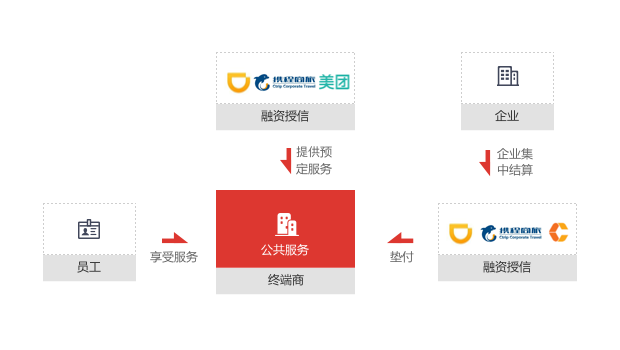 携程商旅
Ctrip Corporate Travel
美团
融资授信
企业
提供预
定服务
企业集
中结算
员工
享受服务
公共服务
终端商
垫付
携程商旅
Ctrip Corporate Travel
融资授信